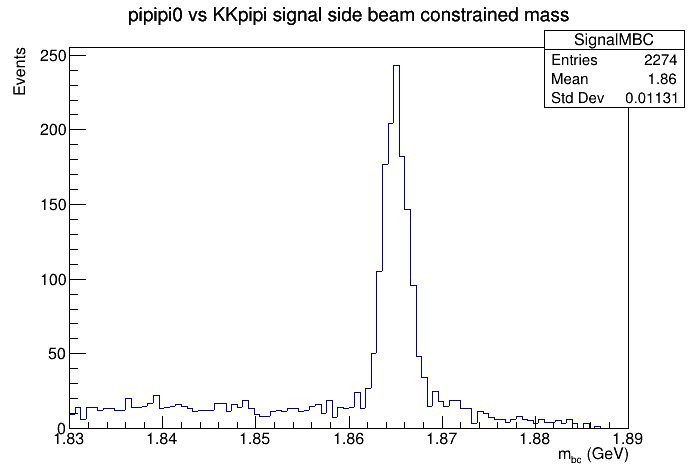 pipipi0 vs KKpipi signal side beam constrained mass
SignalMBC
Entries 2274
Mean 1.86
Std Dev 0.01131
Events
250
200
150
100
50
0
1.83 1.84 1.85 1.86 1.87 1.88 1.89
m_bc (GeV)